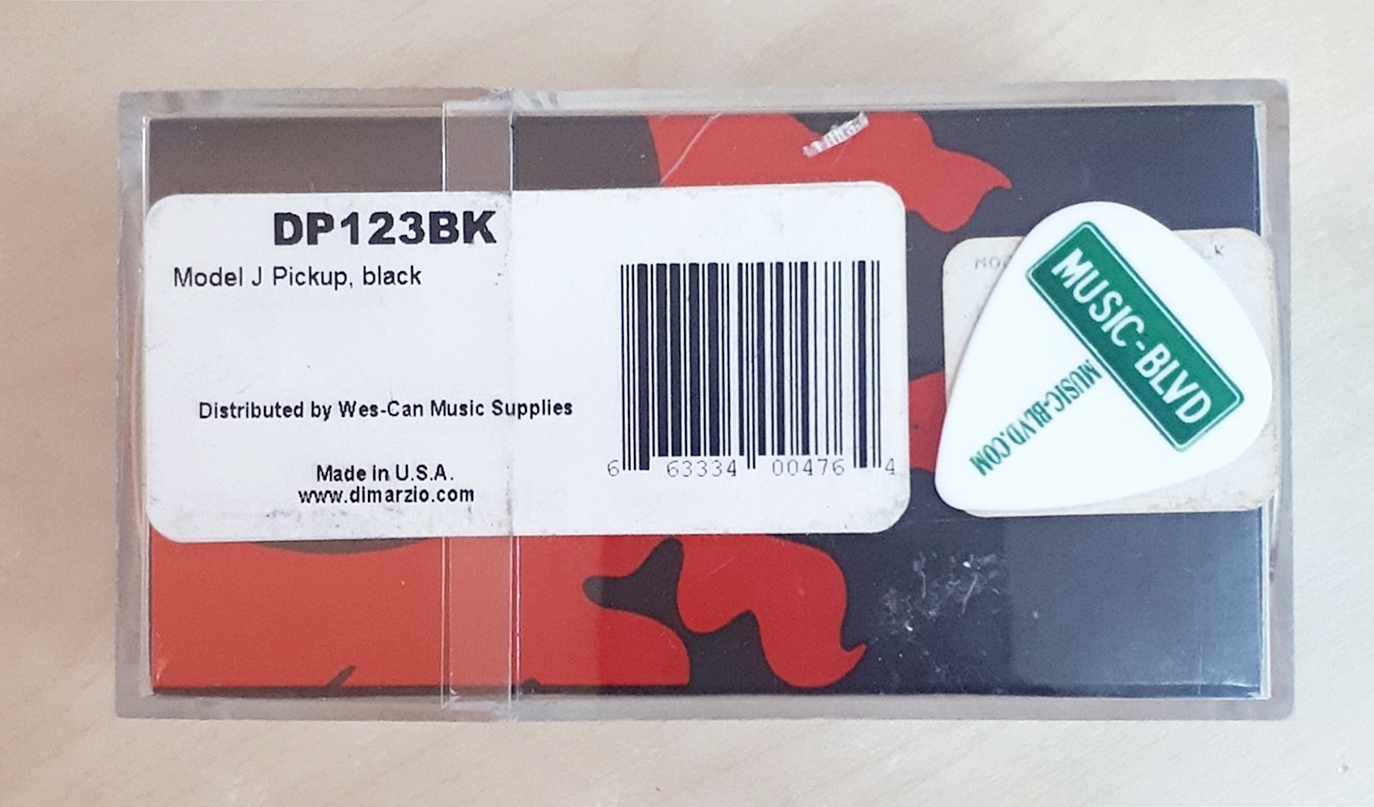 DP123BK
Model J Pickup, black
Distributed by Wes-Can Music Supplies
Made in U.S.A.
www.dimarzio.com
6 63334 00476 4
MUSIC-BLVD
MUSIC-BLVD.COM